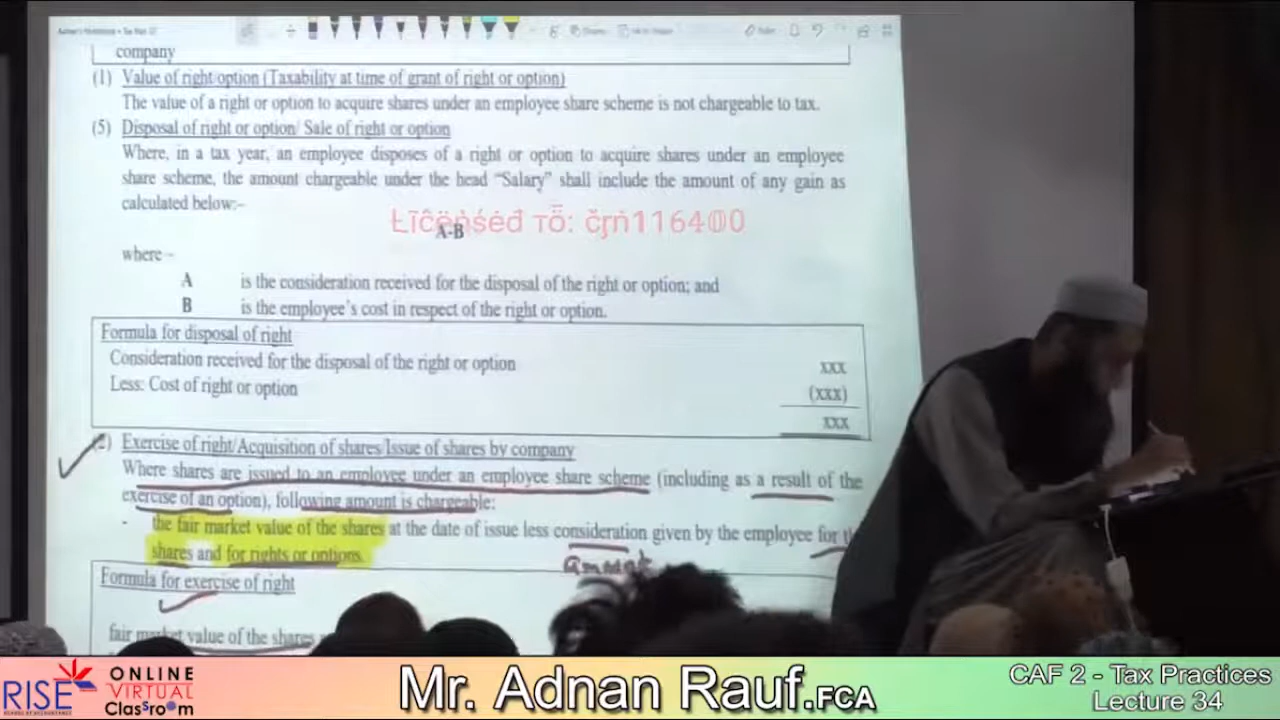 company
(1) Value of right/option (Taxability at time of grant of right or option)
The value of a right or option to acquire shares under an employee share scheme is not chargeable to tax.
(5) Disposal of right or option/ Sale of right or option
Where, in a tax year, an employee disposes of a right or option to acquire shares under an employee
share scheme, the amount chargeable under the head “Salary” shall include the amount of any gain as
calculated below:-
A-B
where –
A is the consideration received for the disposal of the right or option; and
B is the employee's cost in respect of the right or option.
Formula for disposal of right
Consideration received for the disposal of the right or option xxx
Less: Cost of right or option (xxx)
xxx
(2) Exercise of right/Acquisition of shares/Issue of shares by company
Where shares are issued to an employee under an employee share scheme (including as a result of the
exercise of an option), following amount is chargeable:
- the fair market value of the shares at the date of issue less consideration given by the employee for
shares and for rights or options.
Formula for exercise of right
fair market value of the shares
RISE
ONLINE
VIRTUAL
Classroom
Mr. Adnan Rauf.FCA
CAF 2 - Tax Practices
Lecture 34